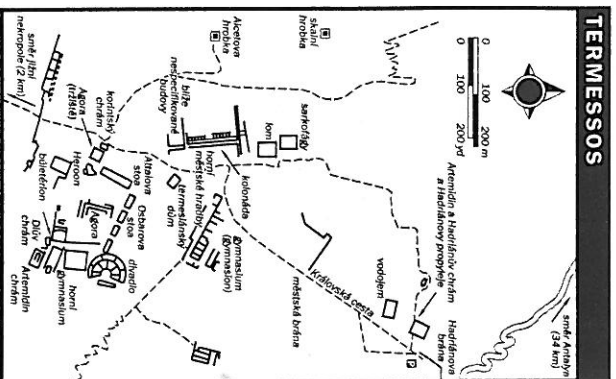 TERMESSOS
0 100 200 m
0 100 200 yd
skalní
hrobka
Alcetova
hrobka
směr Antalya
(34 km)
Artemidin a Hadriánův chrám
a Hadriánovy propyleje
Hadriánova
brána
vodojem
Královská cesta
městská brána
sarkofágy
lom
kolonáda
blíže
nespecifikované
budovy
horní
městské hradby
gymnasium
(gymnasion)
termesiánský
dům
Attalova
stoa
Osbarova
stoa
divadlo
korintský
chrám
Agora
(tržiště)
Heroon
Agora
búleterion
horní
gymnasium
Diův
chrám
Artemidin
chrám
směr jižní
nekropole (2 km)